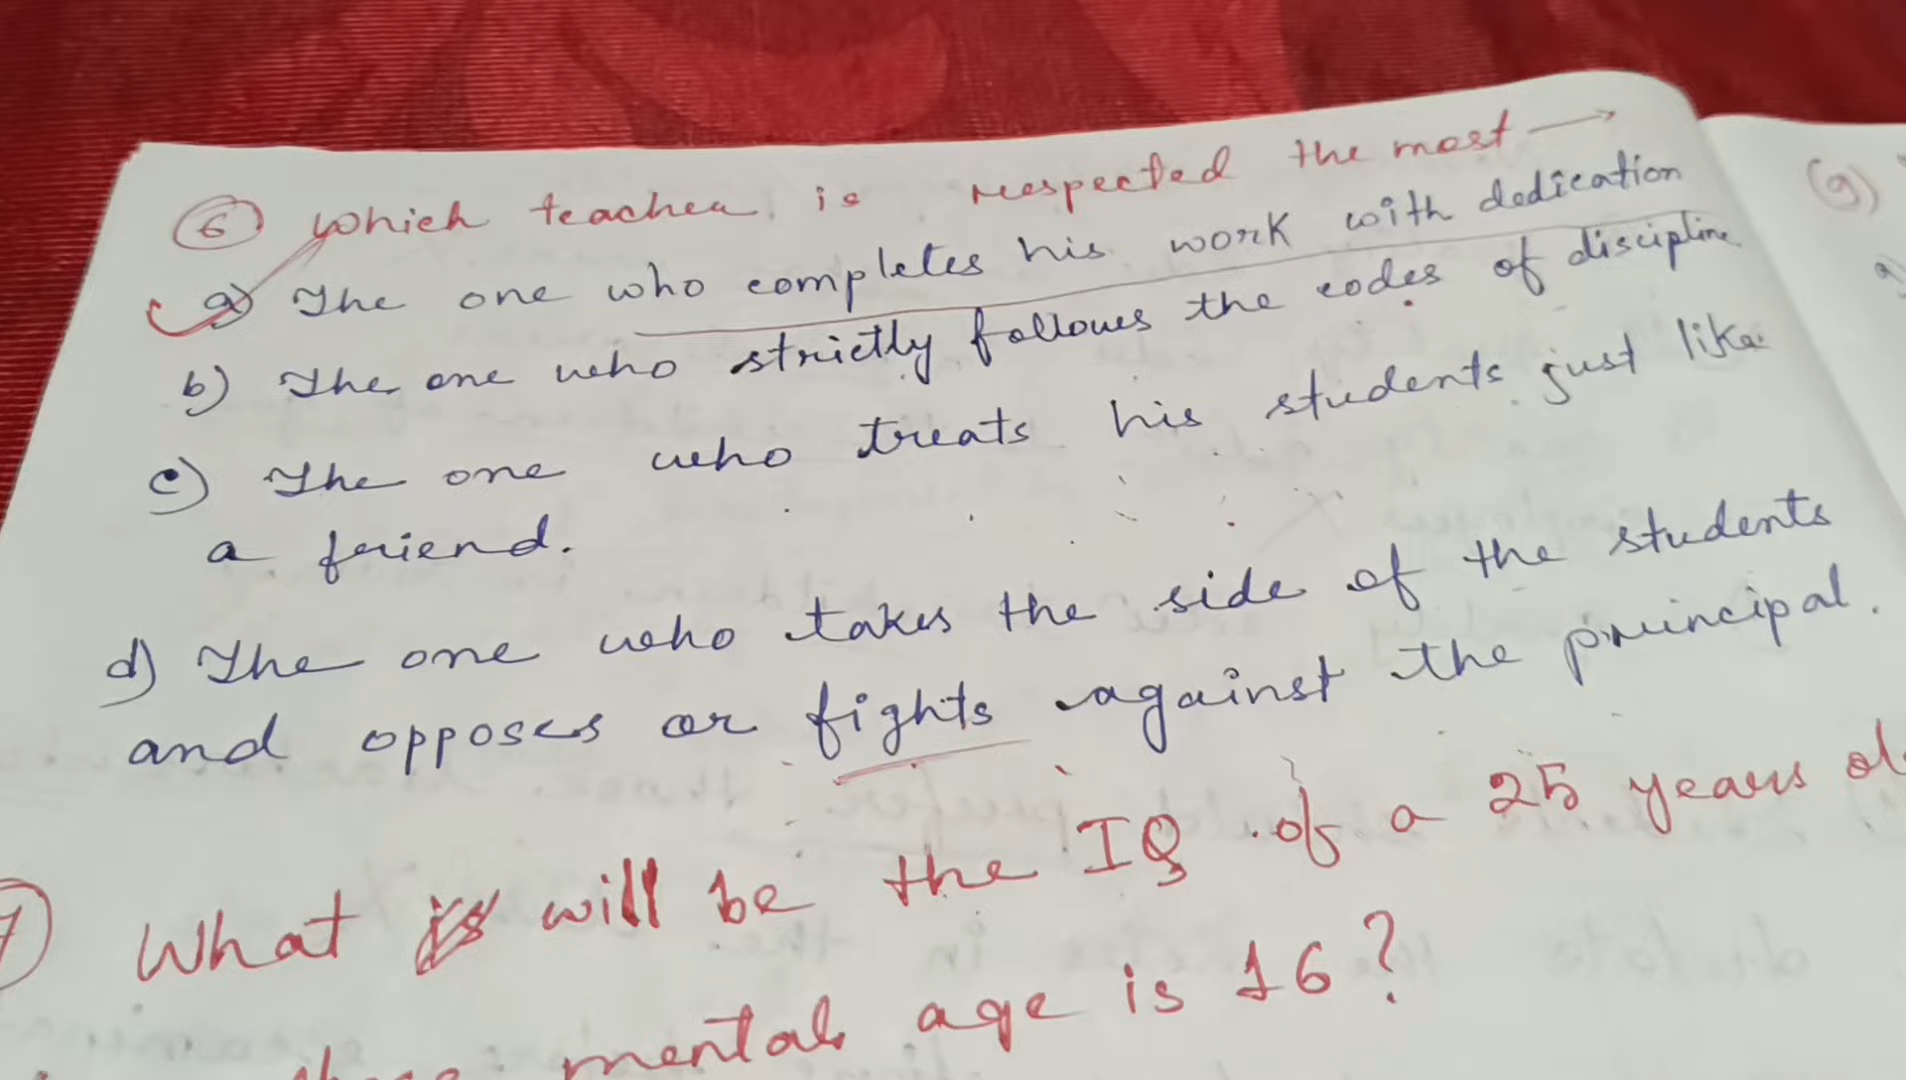 6 Which teacher is respected the most →
a) The one who completes his work with dedication
b) The one who strictly follows the codes of discipline
c) The one who treats his students just like
a friend.
d) The one who takes the side of the students
and opposes or fights against the principal.
7 What is will be the IQ of a 25 years ol
mental age is 16?
(9)